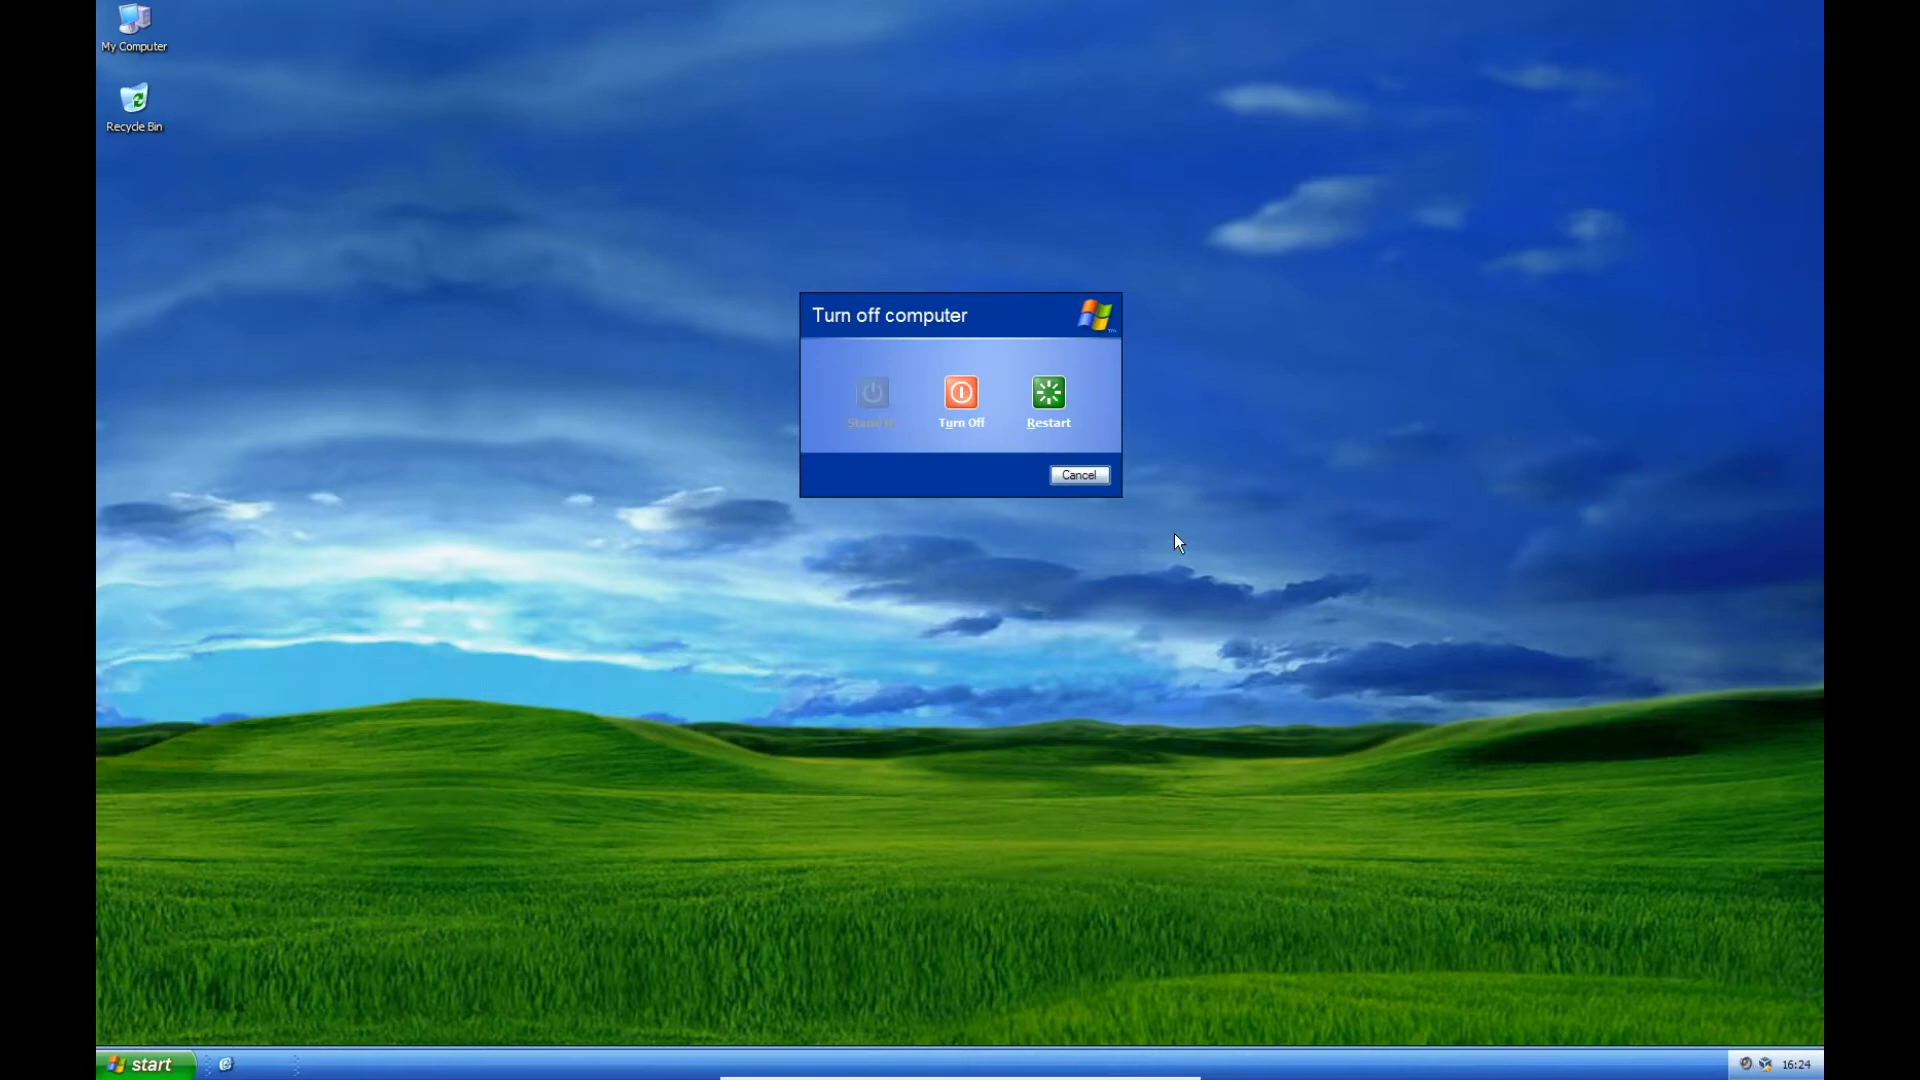 My Computer
Recycle Bin
Turn off computer
Turn Off
Restart
Cancel
start
16:24